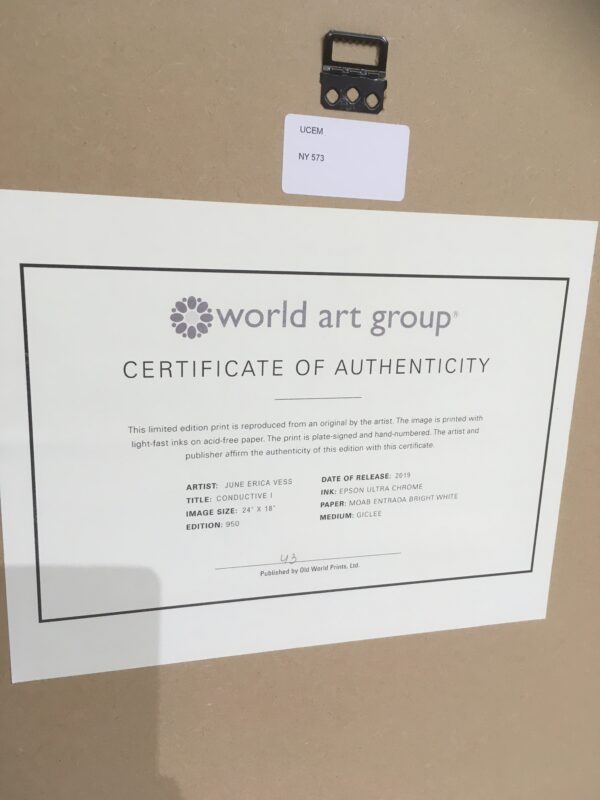 UCEM
NY 573
world art group®
CERTIFICATE OF AUTHENTICITY
This limited edition print is reproduced from an original by the artist. The image is printed with
light-fast inks on acid-free paper. The print is plate-signed and hand-numbered. The artist and
publisher affirm the authenticity of this edition with this certificate.
ARTIST: JUNE ERICA VESS
TITLE: CONDUCTIVE I
IMAGE SIZE: 24" X 18"
EDITION: 950
DATE OF RELEASE: 2019
INK: EPSON ULTRA CHROME
PAPER: MOAB ENTRADA BRIGHT WHITE
MEDIUM: GICLEE
43
Published by Old World Prints, Ltd.